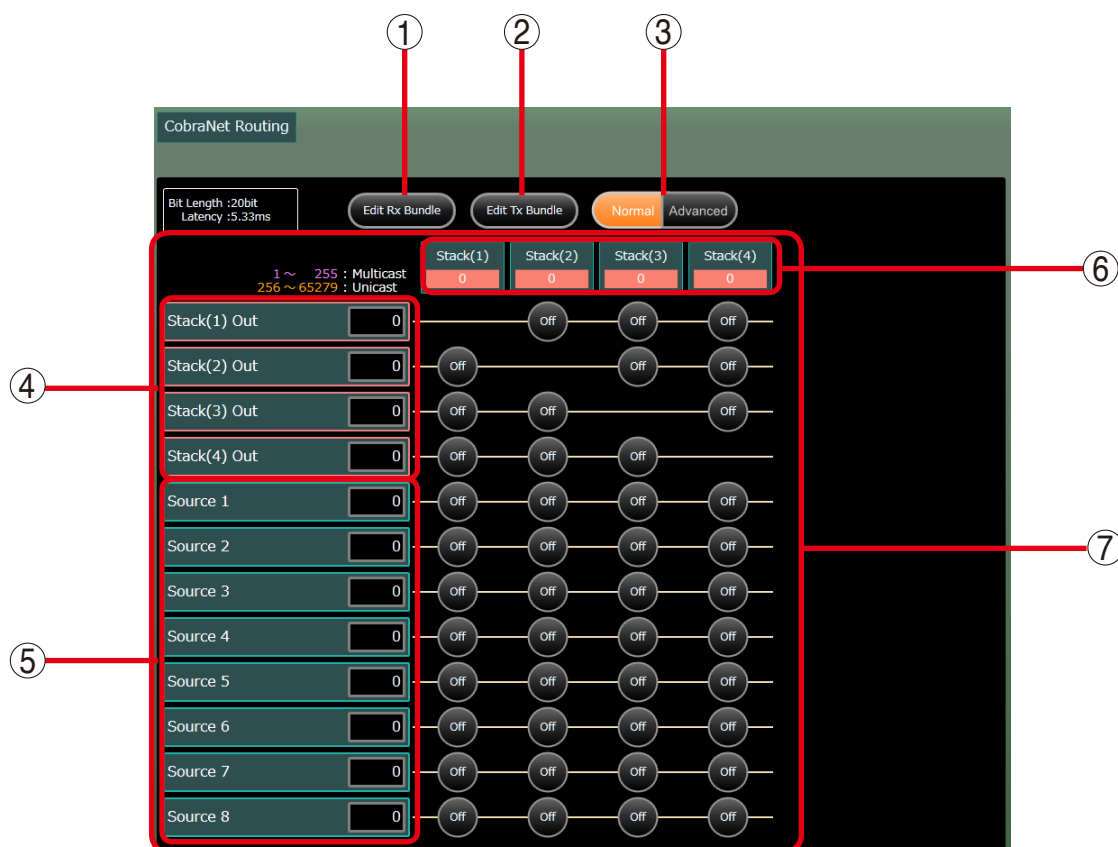 ① ② ③
CobraNet Routing
Bit Length :20bit
Latency :5.33ms
Edit Rx Bundle
Edit Tx Bundle
Normal Advanced
Stack(1) Stack(2) Stack(3) Stack(4)
0 0 0 0
⑥
1～ 255 : Multicast
256～65279 : Unicast
Stack(1) Out 0 Off Off Off
Stack(2) Out 0 Off Off Off
④
Stack(3) Out 0 Off Off Off
Stack(4) Out 0 Off Off Off
Source 1 0 Off Off Off Off
Source 2 0 Off Off Off Off
⑦
Source 3 0 Off Off Off Off
Source 4 0 Off Off Off Off
⑤
Source 5 0 Off Off Off Off
Source 6 0 Off Off Off Off
Source 7 0 Off Off Off Off
Source 8 0 Off Off Off Off